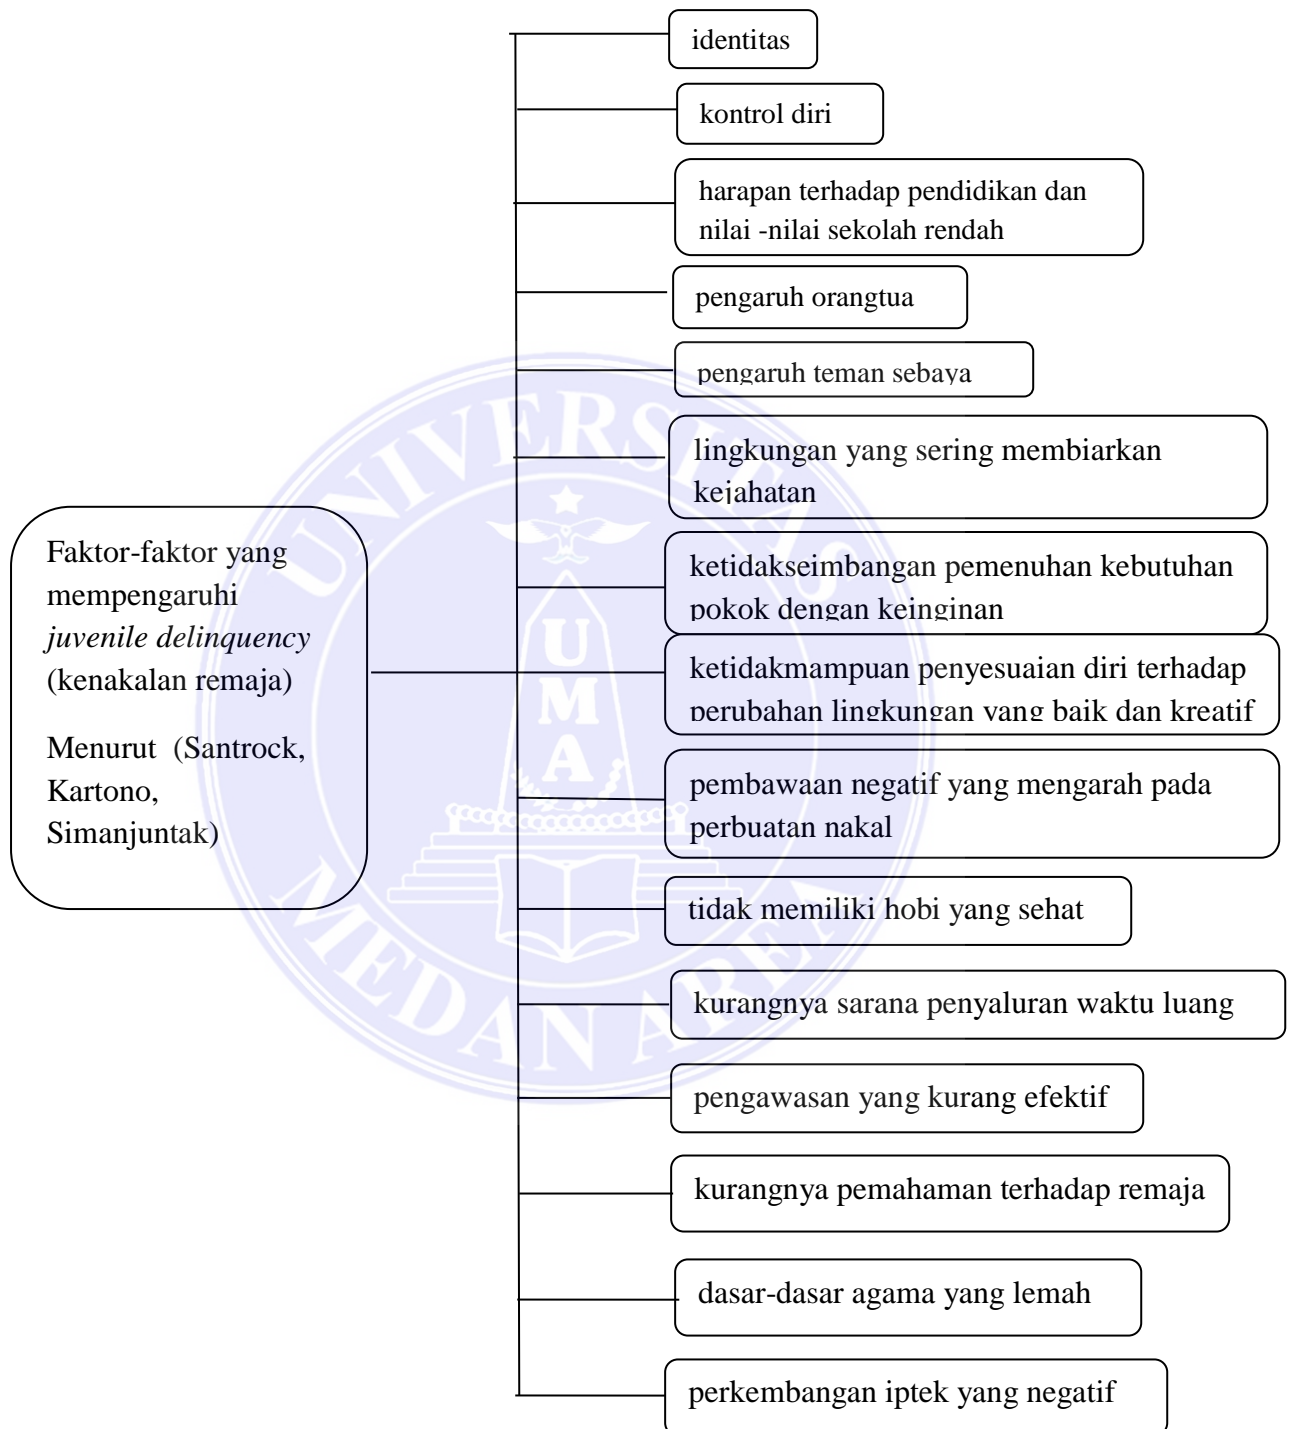 identitas
kontrol diri
harapan terhadap pendidikan dan
nilai -nilai sekolah rendah
pengaruh orangtua
pengaruh teman sebaya
lingkungan yang sering membiarkan
kejahatan
Faktor-faktor yang
mempengaruhi
juvenile delinquency
(kenakalan remaja)
Menurut (Santrock,
Kartono,
Simanjuntak)
ketidakseimbangan pemenuhan kebutuhan
pokok dengan keinginan
ketidakmampuan penyesuaian diri terhadap
perubahan lingkungan yang baik dan kreatif
pembawaan negatif yang mengarah pada
perbuatan nakal
tidak memiliki hobi yang sehat
kurangnya sarana penyaluran waktu luang
pengawasan yang kurang efektif
kurangnya pemahaman terhadap remaja
dasar-dasar agama yang lemah
perkembangan iptek yang negatif
UNIVERSITAS
UMA
MEDAN AREA